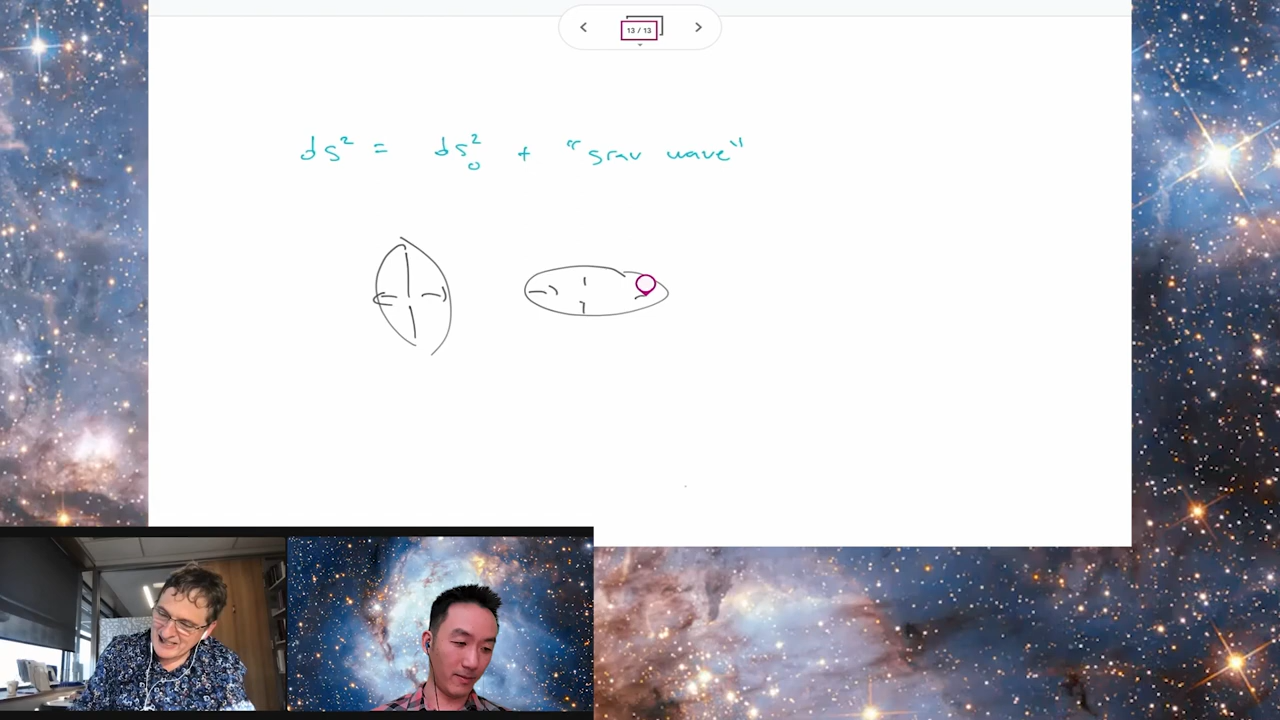 13 / 13
ds² = ds₀² + "grav wave"